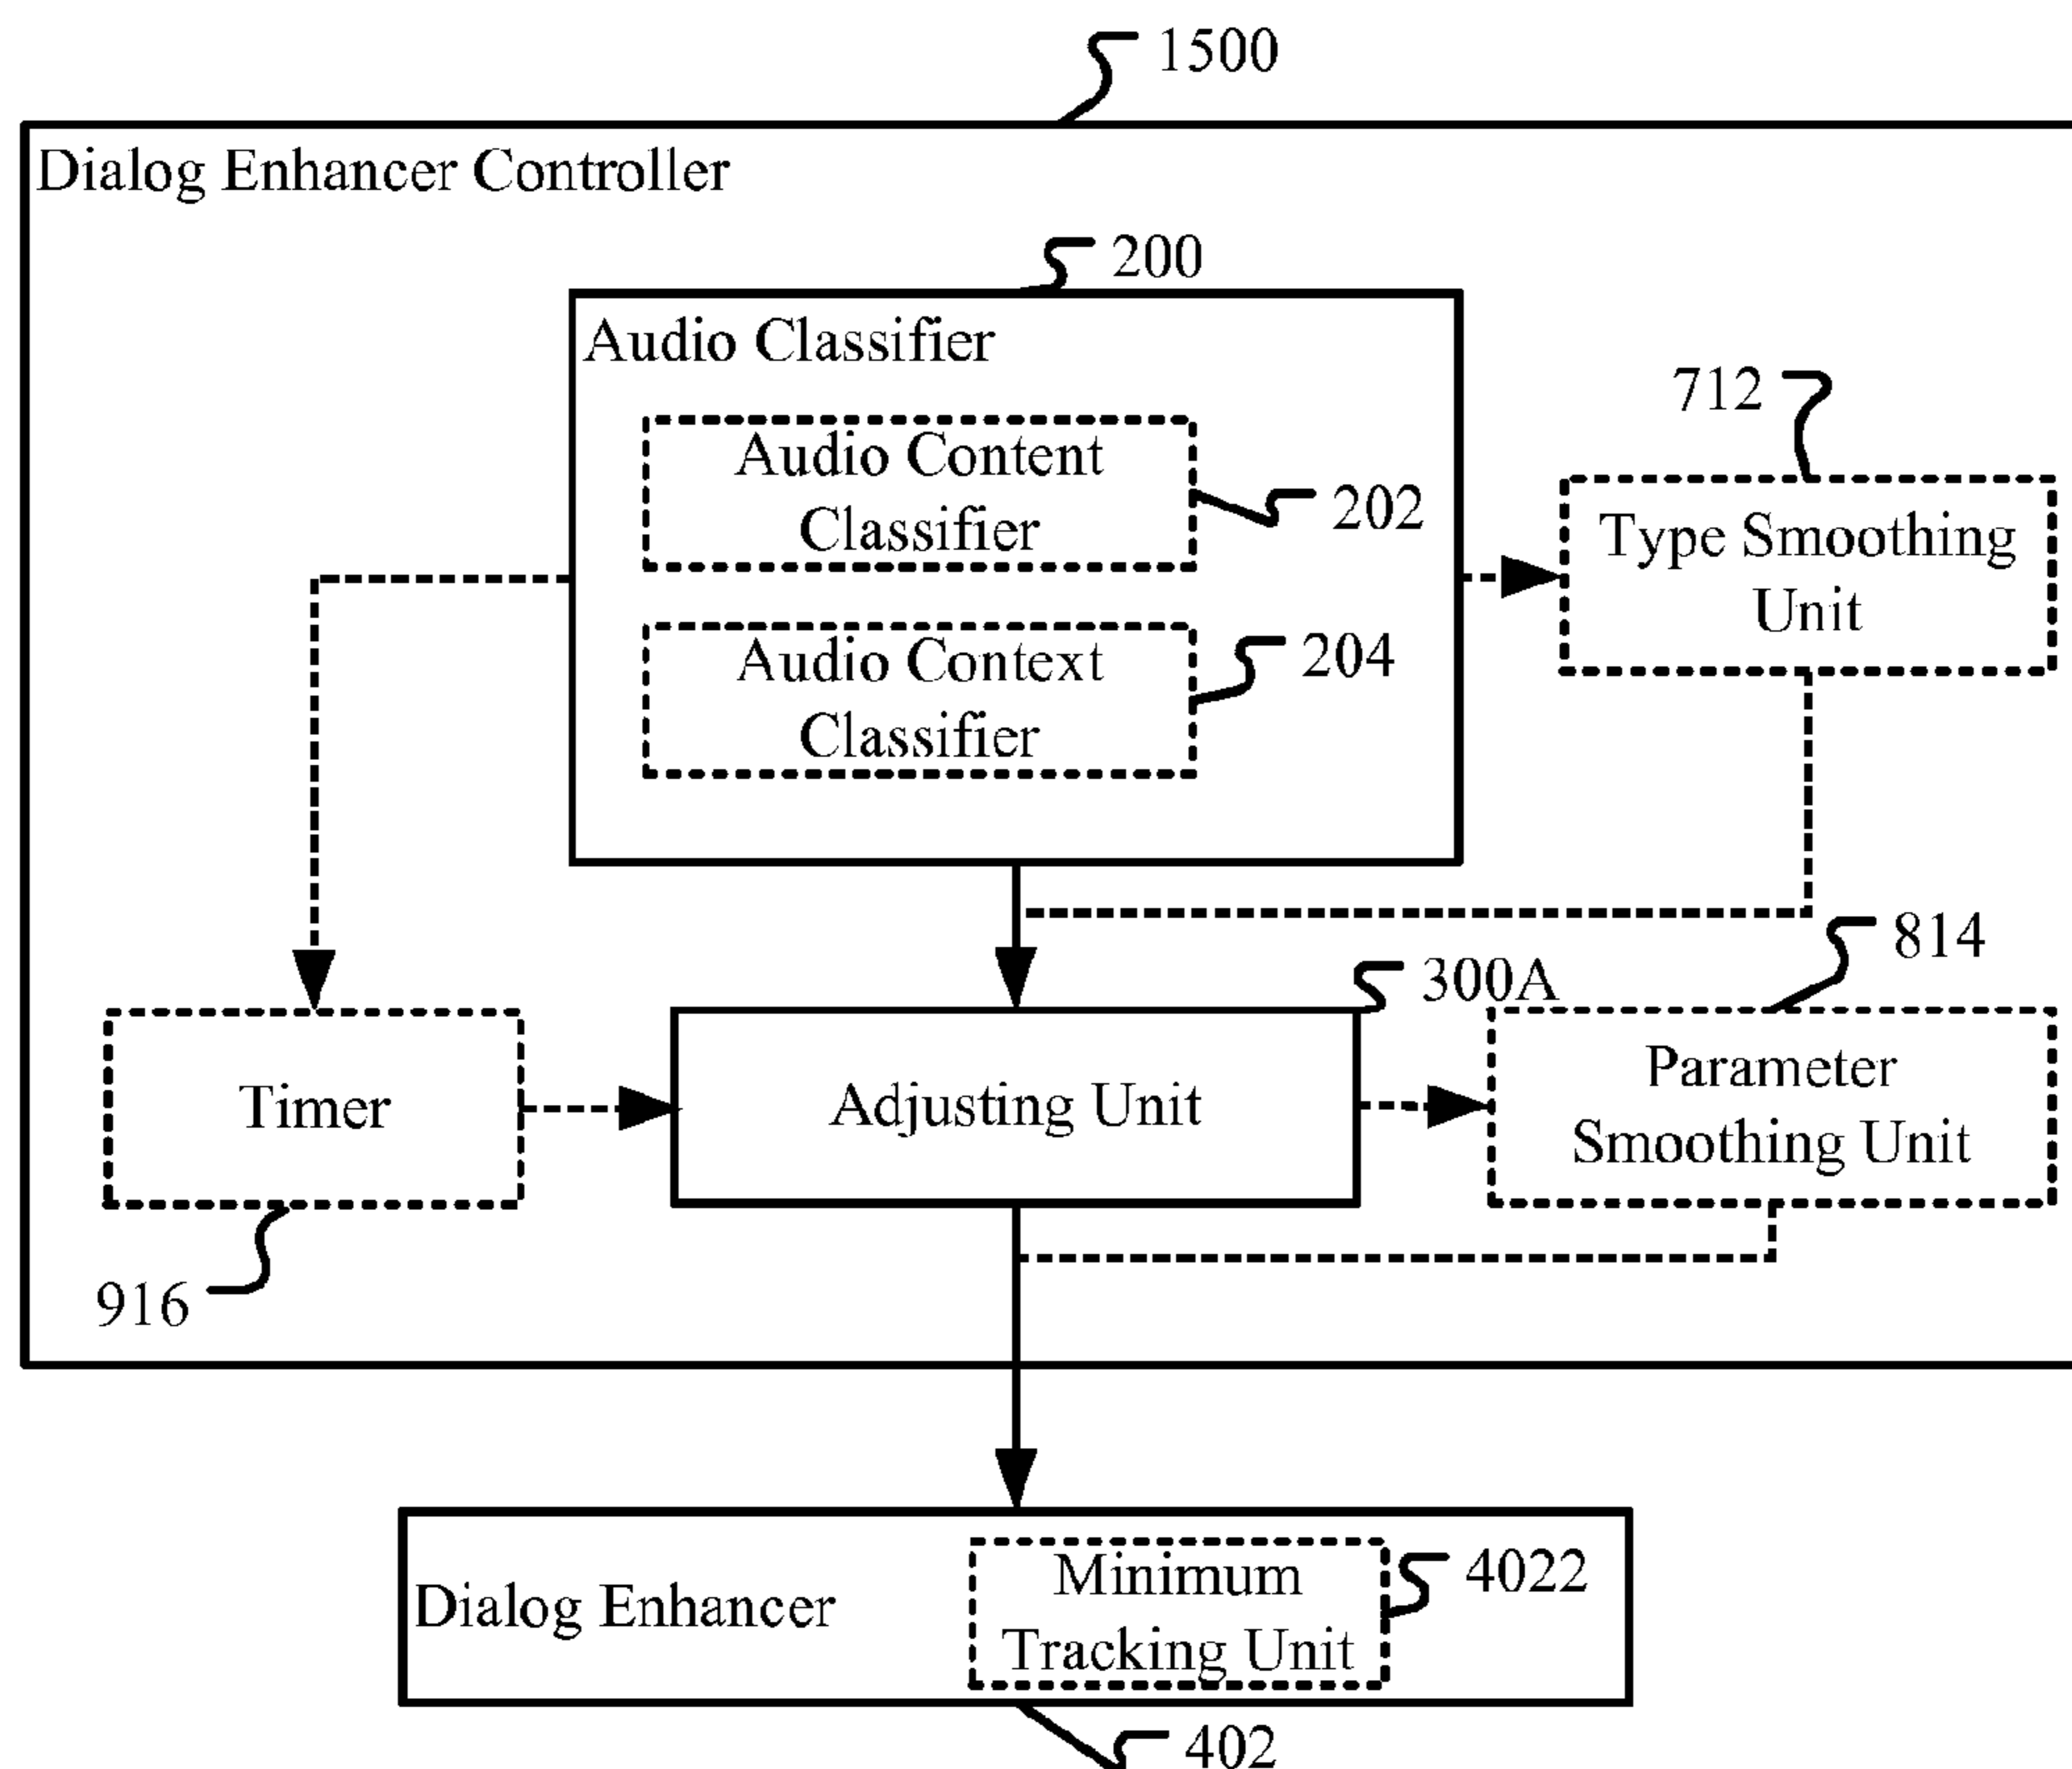 1500
Dialog Enhancer Controller
200
Audio Classifier
712
Audio Content
Classifier
202
Type Smoothing
Unit
Audio Context
Classifier
204
814
300A
Timer
Adjusting Unit
Parameter
Smoothing Unit
916
Dialog Enhancer
Minimum
Tracking Unit
4022
402